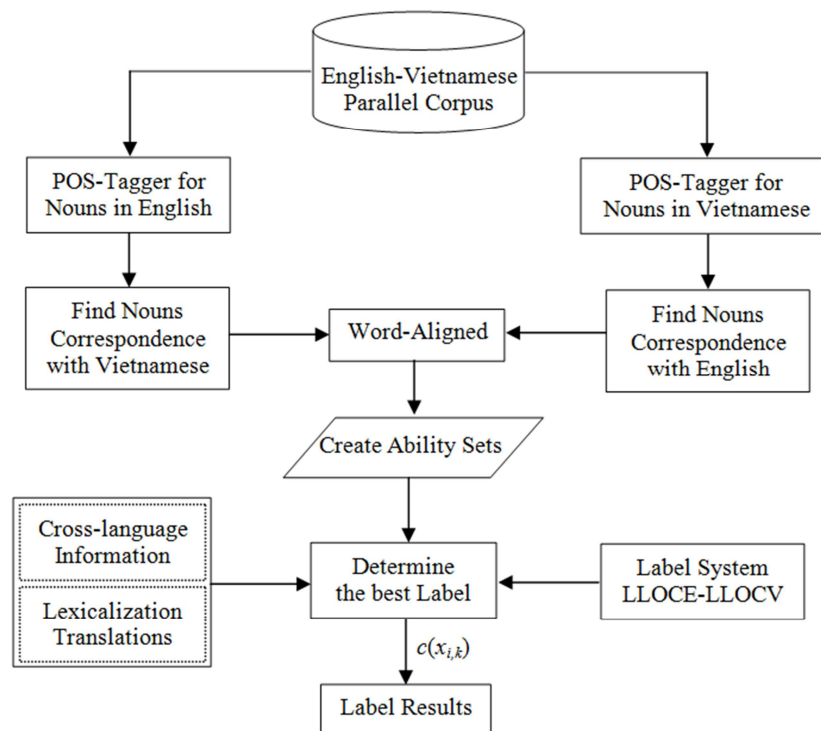 English-Vietnamese
Parallel Corpus
POS-Tagger for
Nouns in English
POS-Tagger for
Nouns in Vietnamese
Find Nouns
Correspondence
with Vietnamese
Word-Aligned
Find Nouns
Correspondence
with English
Create Ability Sets
Cross-language
Information
Lexicalization
Translations
Determine
the best Label
Label System
LLOCE-LLOCV
c(x_{i,k})
Label Results